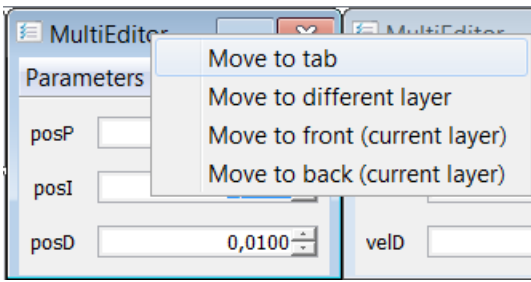 MultiEditor
MultiEditor
Move to tab
Move to different layer
Move to front (current layer)
Move to back (current layer)
Parameters
posP
posI
posD 0,0100
velD